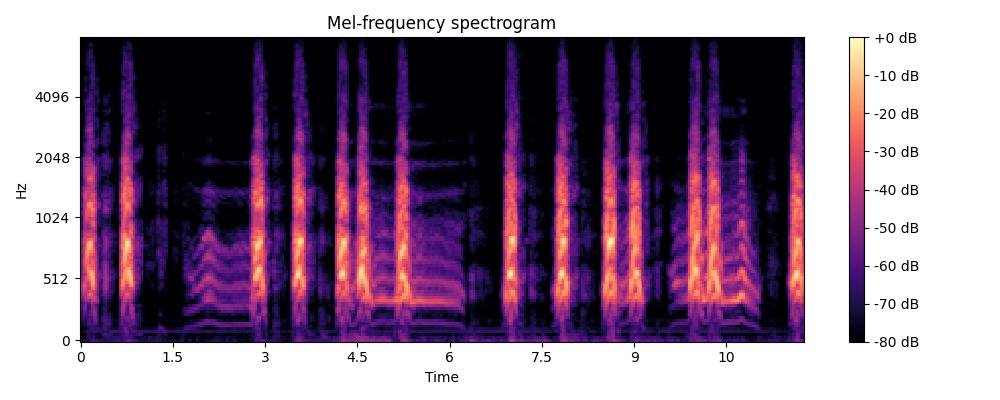 Mel-frequency spectrogram
Hz
4096
2048
1024
512
0
0 1.5 3 4.5 6 7.5 9 10
Time
+0 dB
-10 dB
-20 dB
-30 dB
-40 dB
-50 dB
-60 dB
-70 dB
-80 dB